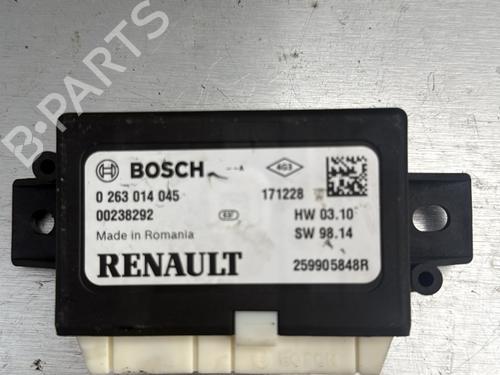 B-PARTS
BOSCH --A 4G3
0 263 014 045 171228
00238292 HW 03.10
Made in Romania SW 98.14
RENAULT 259905848R